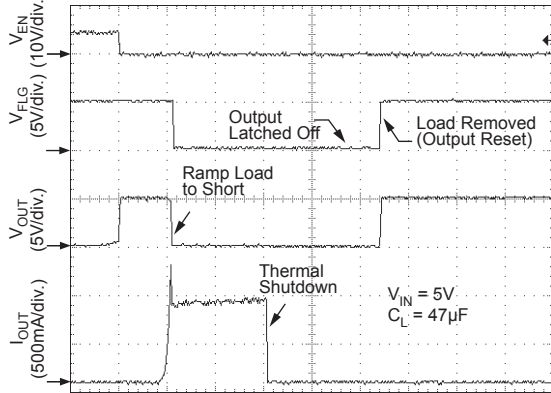 V_EN
(10V/div.)
V_FLG
(5V/div.)
Output
Latched Off
Load Removed
(Output Reset)
Ramp Load
to Short
V_OUT
(5V/div.)
Thermal
Shutdown
V_IN = 5V
C_L = 47µF
I_OUT
(500mA/div.)